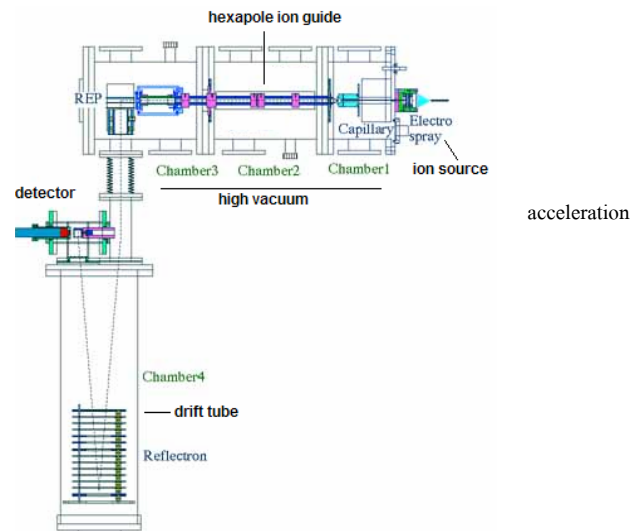 hexapole ion guide
REP
Capillary
Electro
spray
ion source
Chamber3
Chamber2
Chamber1
high vacuum
detector
acceleration
Chamber4
drift tube
Reflectron